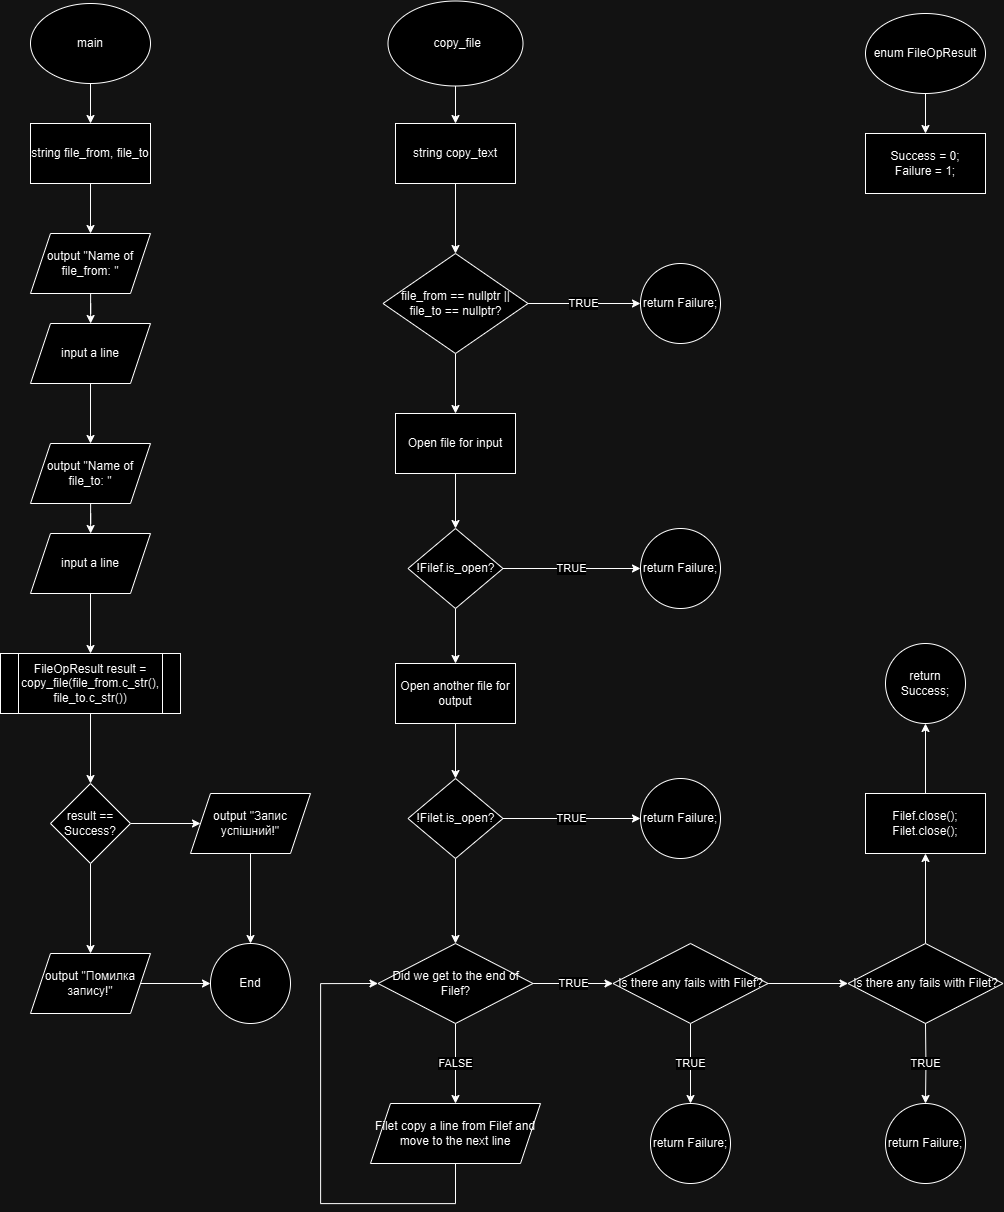 main
string file_from, file_to
output "Name of
file_from: "
input a line
output "Name of
file_to: "
input a line
FileOpResult result =
copy_file(file_from.c_str(),
file_to.c_str())
result ==
Success?
output "Запис
успішний!"
output "Помилка
запису!"
End
copy_file
string copy_text
file_from == nullptr ||
file_to == nullptr?
TRUE
return Failure;
Open file for input
!Filef.is_open?
TRUE
return Failure;
Open another file for
output
!Filet.is_open?
TRUE
return Failure;
Did we get to the end of
Filef?
TRUE
FALSE
Filet copy a line from Filef and
move to the next line
Is there any fails with Filef?
TRUE
return Failure;
Is there any fails with Filet?
TRUE
return Failure;
Filef.close();
Filet.close();
return
Success;
enum FileOpResult
Success = 0;
Failure = 1;